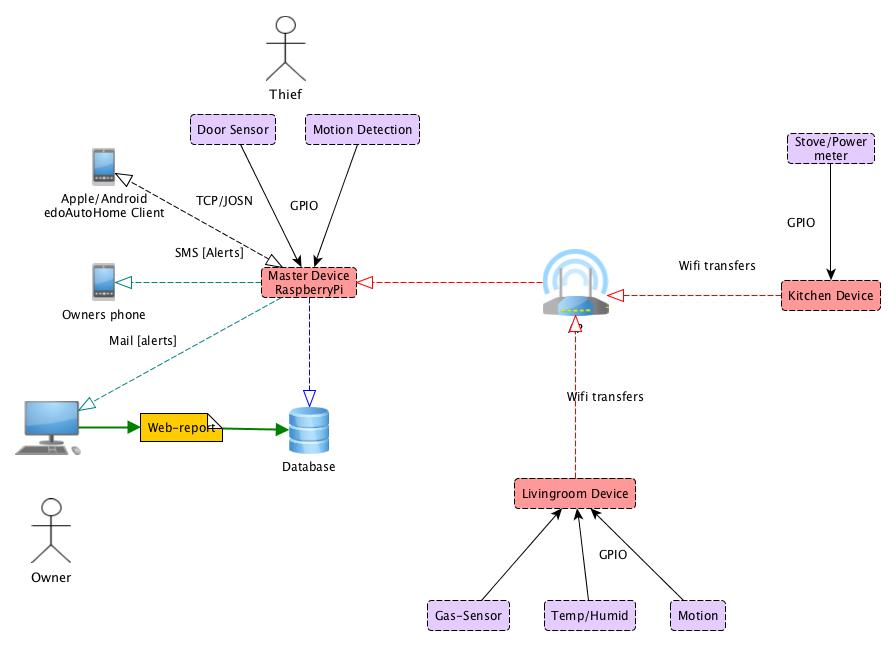 Thief
Door Sensor
Motion Detection
Stove/Power
meter
Apple/Android
edoAutoHome Client
TCP/JOSN
GPIO
GPIO
SMS [Alerts]
Master Device
RaspberryPi
Wifi transfers
Kitchen Device
Owners phone
Mail [alerts]
Wifi transfers
Web-report
Database
Livingroom Device
GPIO
Owner
Gas-Sensor
Temp/Humid
Motion